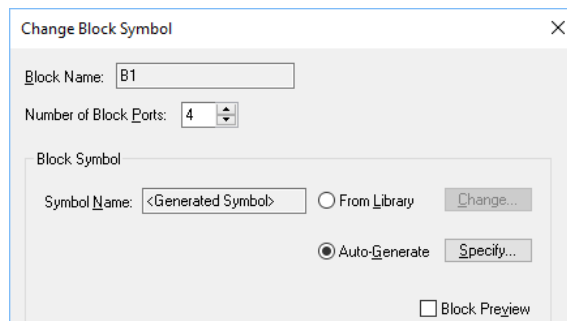 Change Block Symbol
Block Name: B1
Number of Block Ports: 4
Block Symbol
Symbol Name: <Generated Symbol> From Library Change...
Auto-Generate Specify...
Block Preview